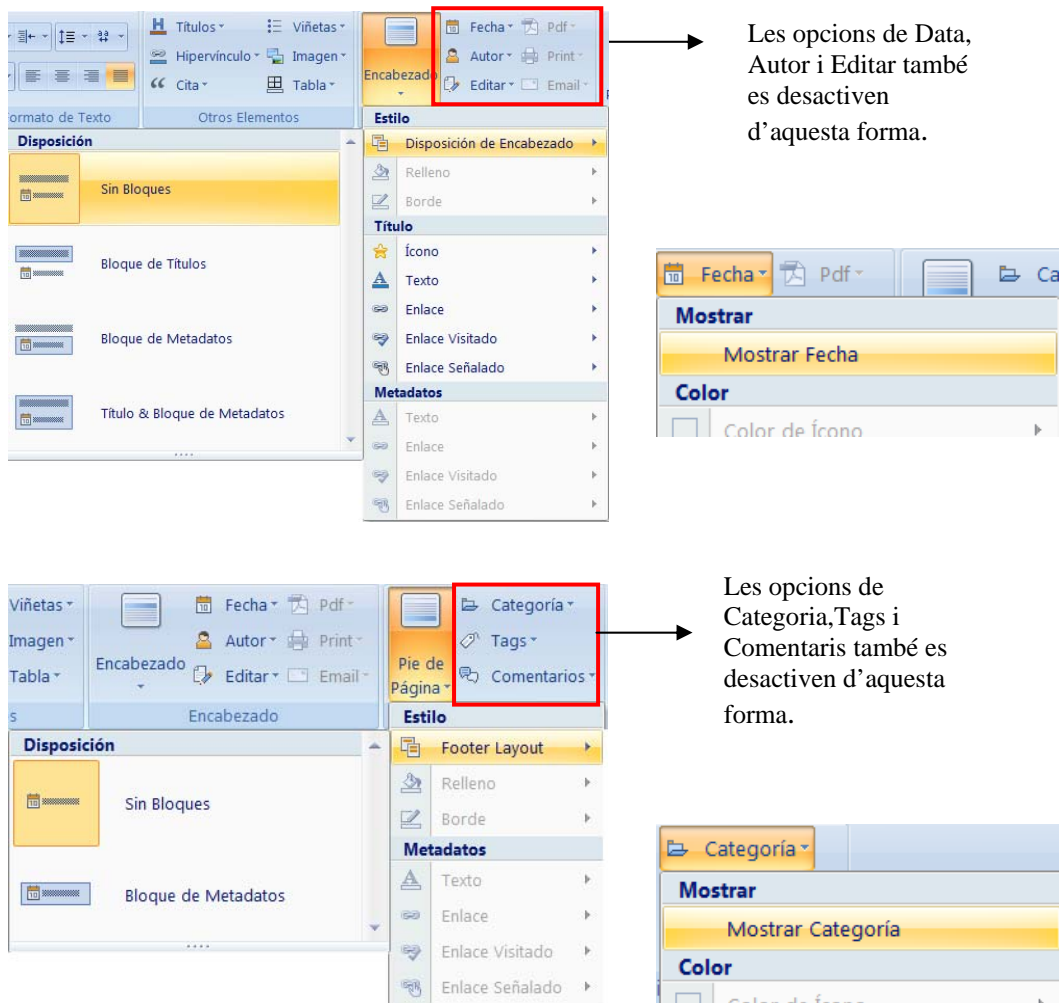 Títulos
Viñetas
Fecha
Pdf
Hipervínculo
Imagen
Autor
Print
Cita
Tabla
Encabezado
Editar
Email
ormato de Texto
Otros Elementos
Estilo
Disposición
Disposición de Encabezado
Sin Bloques
Relleno
Borde
Título
Bloque de Títulos
Ícono
Texto
Enlace
Bloque de Metadatos
Enlace Visitado
Enlace Señalado
Metadatos
Título & Bloque de Metadatos
Texto
Enlace
Enlace Visitado
Enlace Señalado
Les opcions de Data,
Autor i Editar també
es desactiven
d’aquesta forma.
Fecha
Pdf
Ca
Mostrar
Mostrar Fecha
Color
Color de Ícono
Viñetas
Fecha
Pdf
Categoría
Imagen
Autor
Print
Tags
Tabla
Encabezado
Editar
Email
Pie de
Página
Comentarios
s
Encabezado
Estilo
Disposición
Footer Layout
Sin Bloques
Relleno
Borde
Metadatos
Texto
Bloque de Metadatos
Enlace
Enlace Visitado
Enlace Señalado
Les opcions de
Categoria,Tags i
Comentaris també es
desactiven d’aquesta
forma.
Categoría
Mostrar
Mostrar Categoría
Color
Color de Ícono